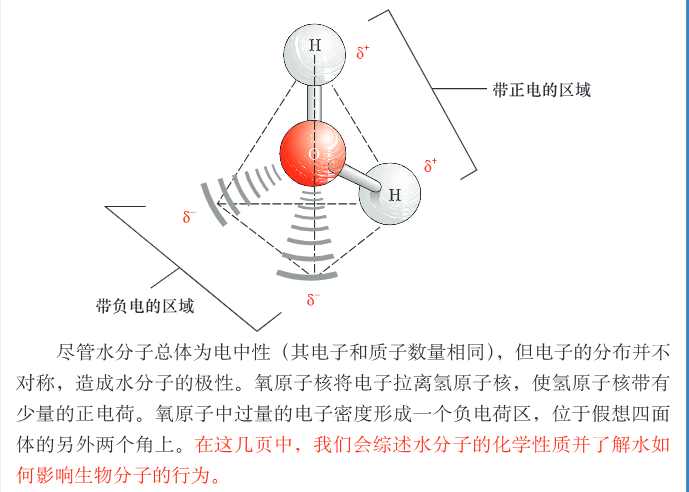 H
δ⁺
带正电的区域
O
δ⁺
H
δ⁻
带负电的区域
δ⁻
尽管水分子总体为电中性（其电子和质子数量相同），但电子的分布并不
对称，造成水分子的极性。氧原子核将电子拉离氢原子核，使氢原子核带有
少量的正电荷。氧原子中过量的电子密度形成一个负电荷区，位于假想四面
体的另外两个角上。在这几页中，我们会综述水分子的化学性质并了解水如
何影响生物分子的行为。